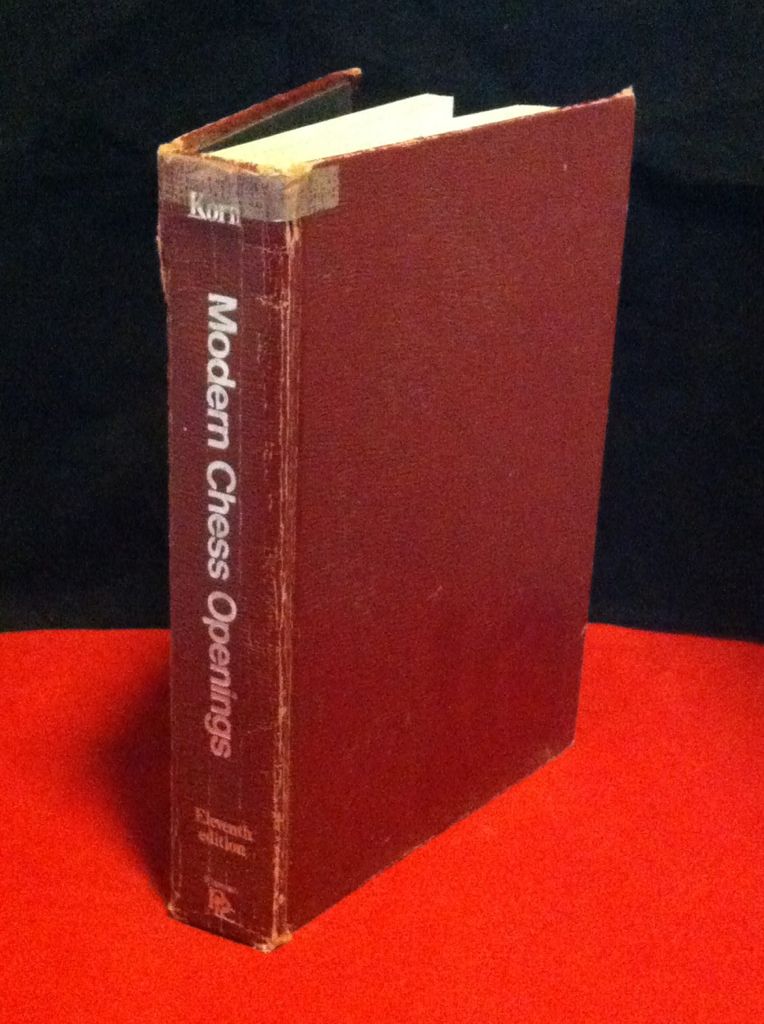 Korn
Modern Chess Openings
Eleventh
edition